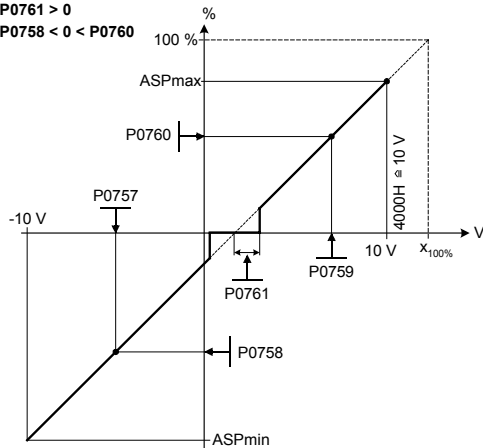 P0761 > 0
P0758 < 0 < P0760
%
100 %
ASPmax
P0760
P0757
4000H ≙ 10 V
-10 V
V
10 V
x100%
P0759
P0761
P0758
ASPmin